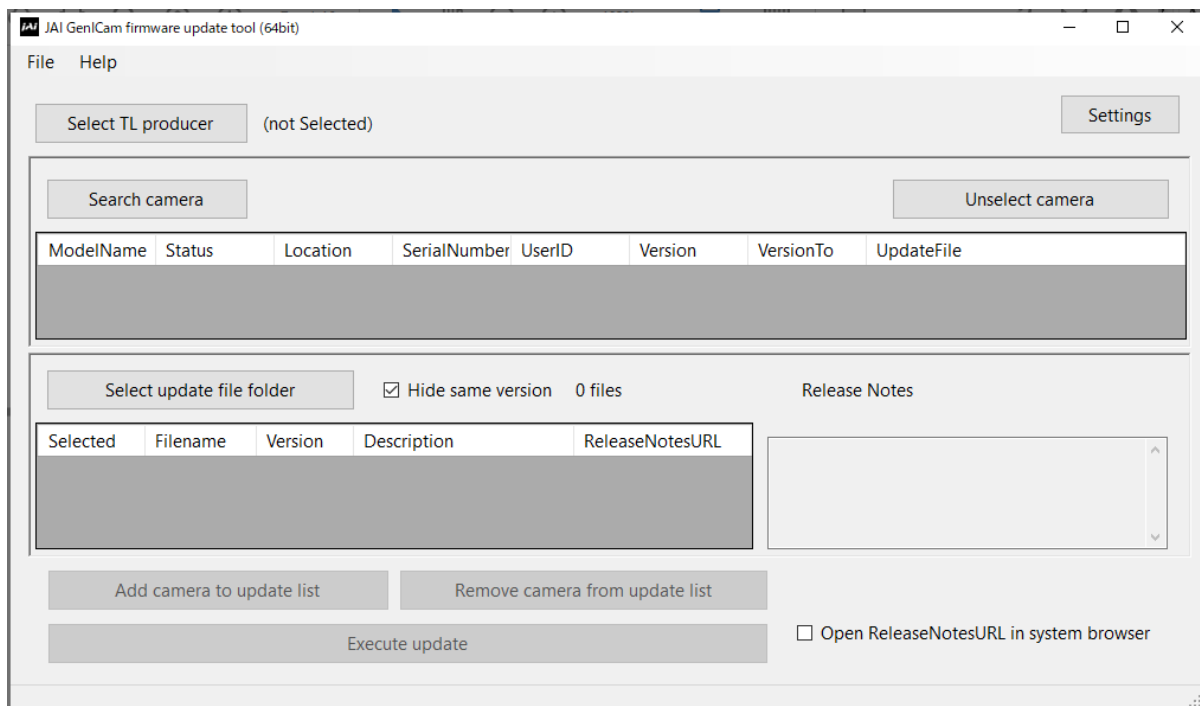 JAI JAI GenICam firmware update tool (64bit)
File Help
Select TL producer (not Selected) Settings
Search camera Unselect camera
ModelName Status Location SerialNumber UserID Version VersionTo UpdateFile
Select update file folder Hide same version 0 files Release Notes
Selected Filename Version Description ReleaseNotesURL
Add camera to update list Remove camera from update list
Execute update Open ReleaseNotesURL in system browser